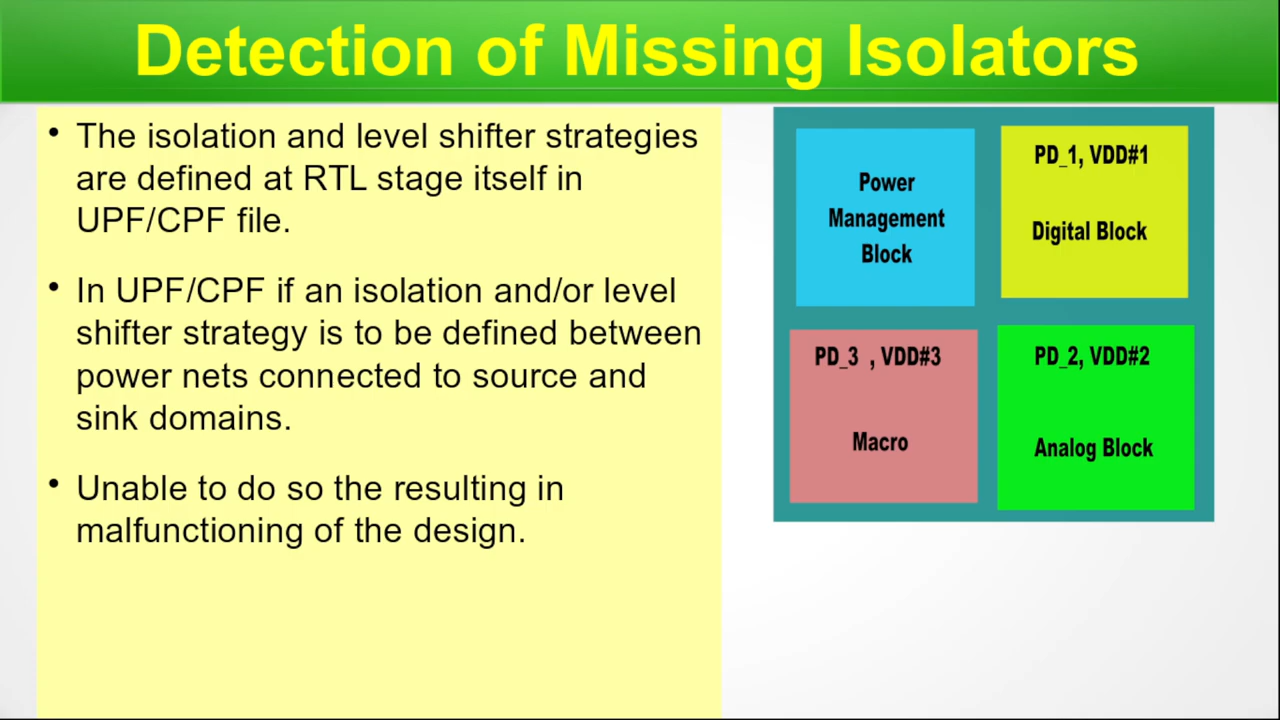 Detection of Missing Isolators
• The isolation and level shifter strategies
are defined at RTL stage itself in
UPF/CPF file.
• In UPF/CPF if an isolation and/or level
shifter strategy is to be defined between
power nets connected to source and
sink domains.
• Unable to do so the resulting in
malfunctioning of the design.
Power
Management
Block
PD_1, VDD#1
Digital Block
PD_3 , VDD#3
Macro
PD_2, VDD#2
Analog Block